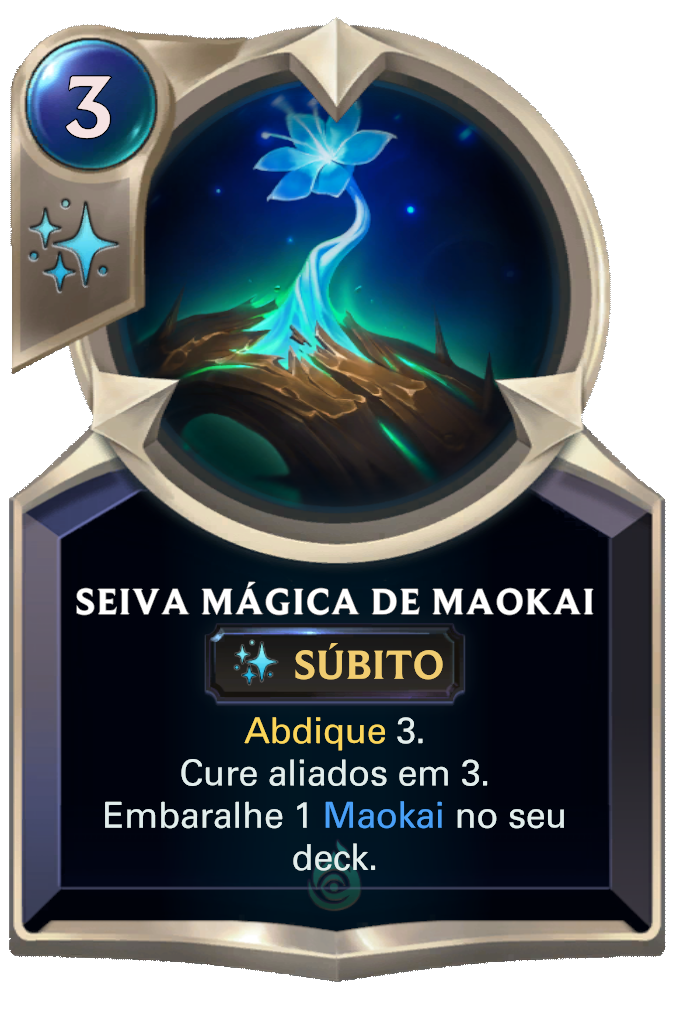 3
SEIVA MÁGICA DE MAOKAI
SÚBITO
Abdique 3.
Cure aliados em 3.
Embaralhe 1 Maokai no seu
deck.